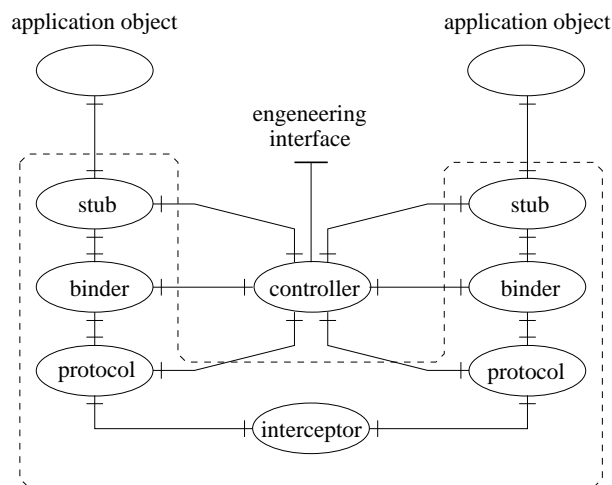 application object
application object
engeneering
interface
stub
stub
binder
controller
binder
protocol
protocol
interceptor